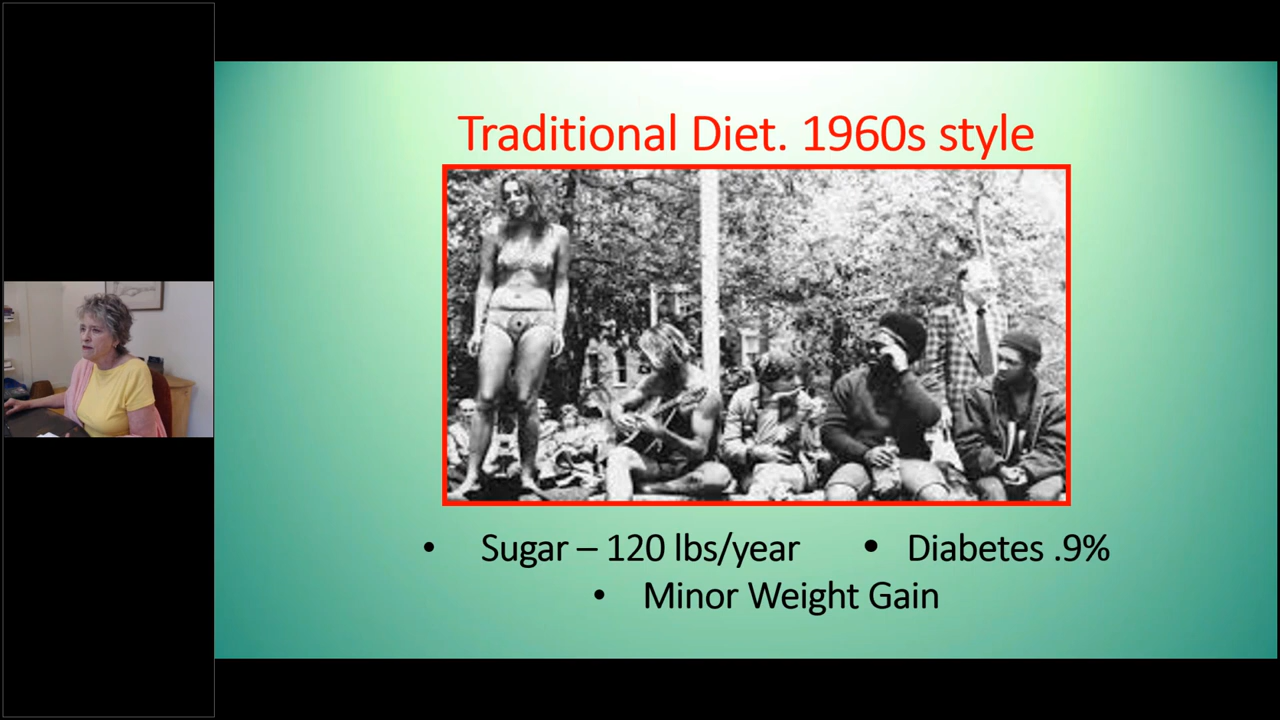 Traditional Diet. 1960s style
• Sugar – 120 lbs/year • Diabetes .9%
• Minor Weight Gain